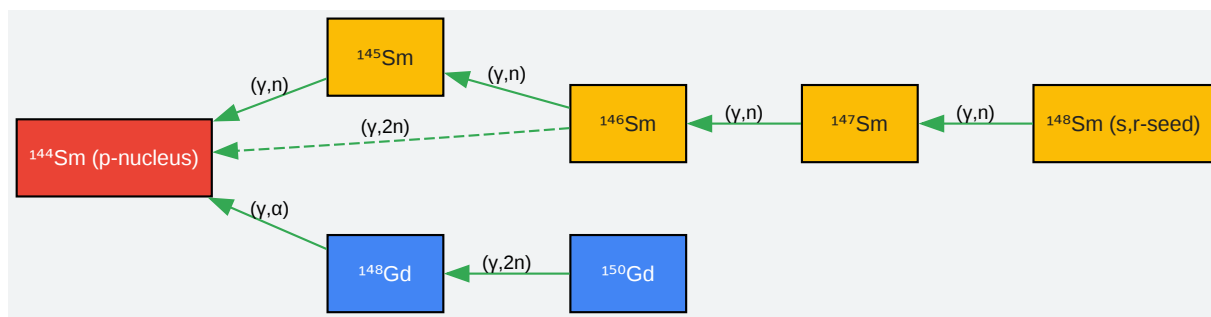 ¹⁴⁵Sm
(γ,n)
(γ,n)
(γ,2n)
¹⁴⁶Sm
(γ,n)
¹⁴⁷Sm
(γ,n)
¹⁴⁸Sm (s,r-seed)
¹⁴⁴Sm (p-nucleus)
(γ,α)
¹⁴⁸Gd
(γ,2n)
¹⁵⁰Gd